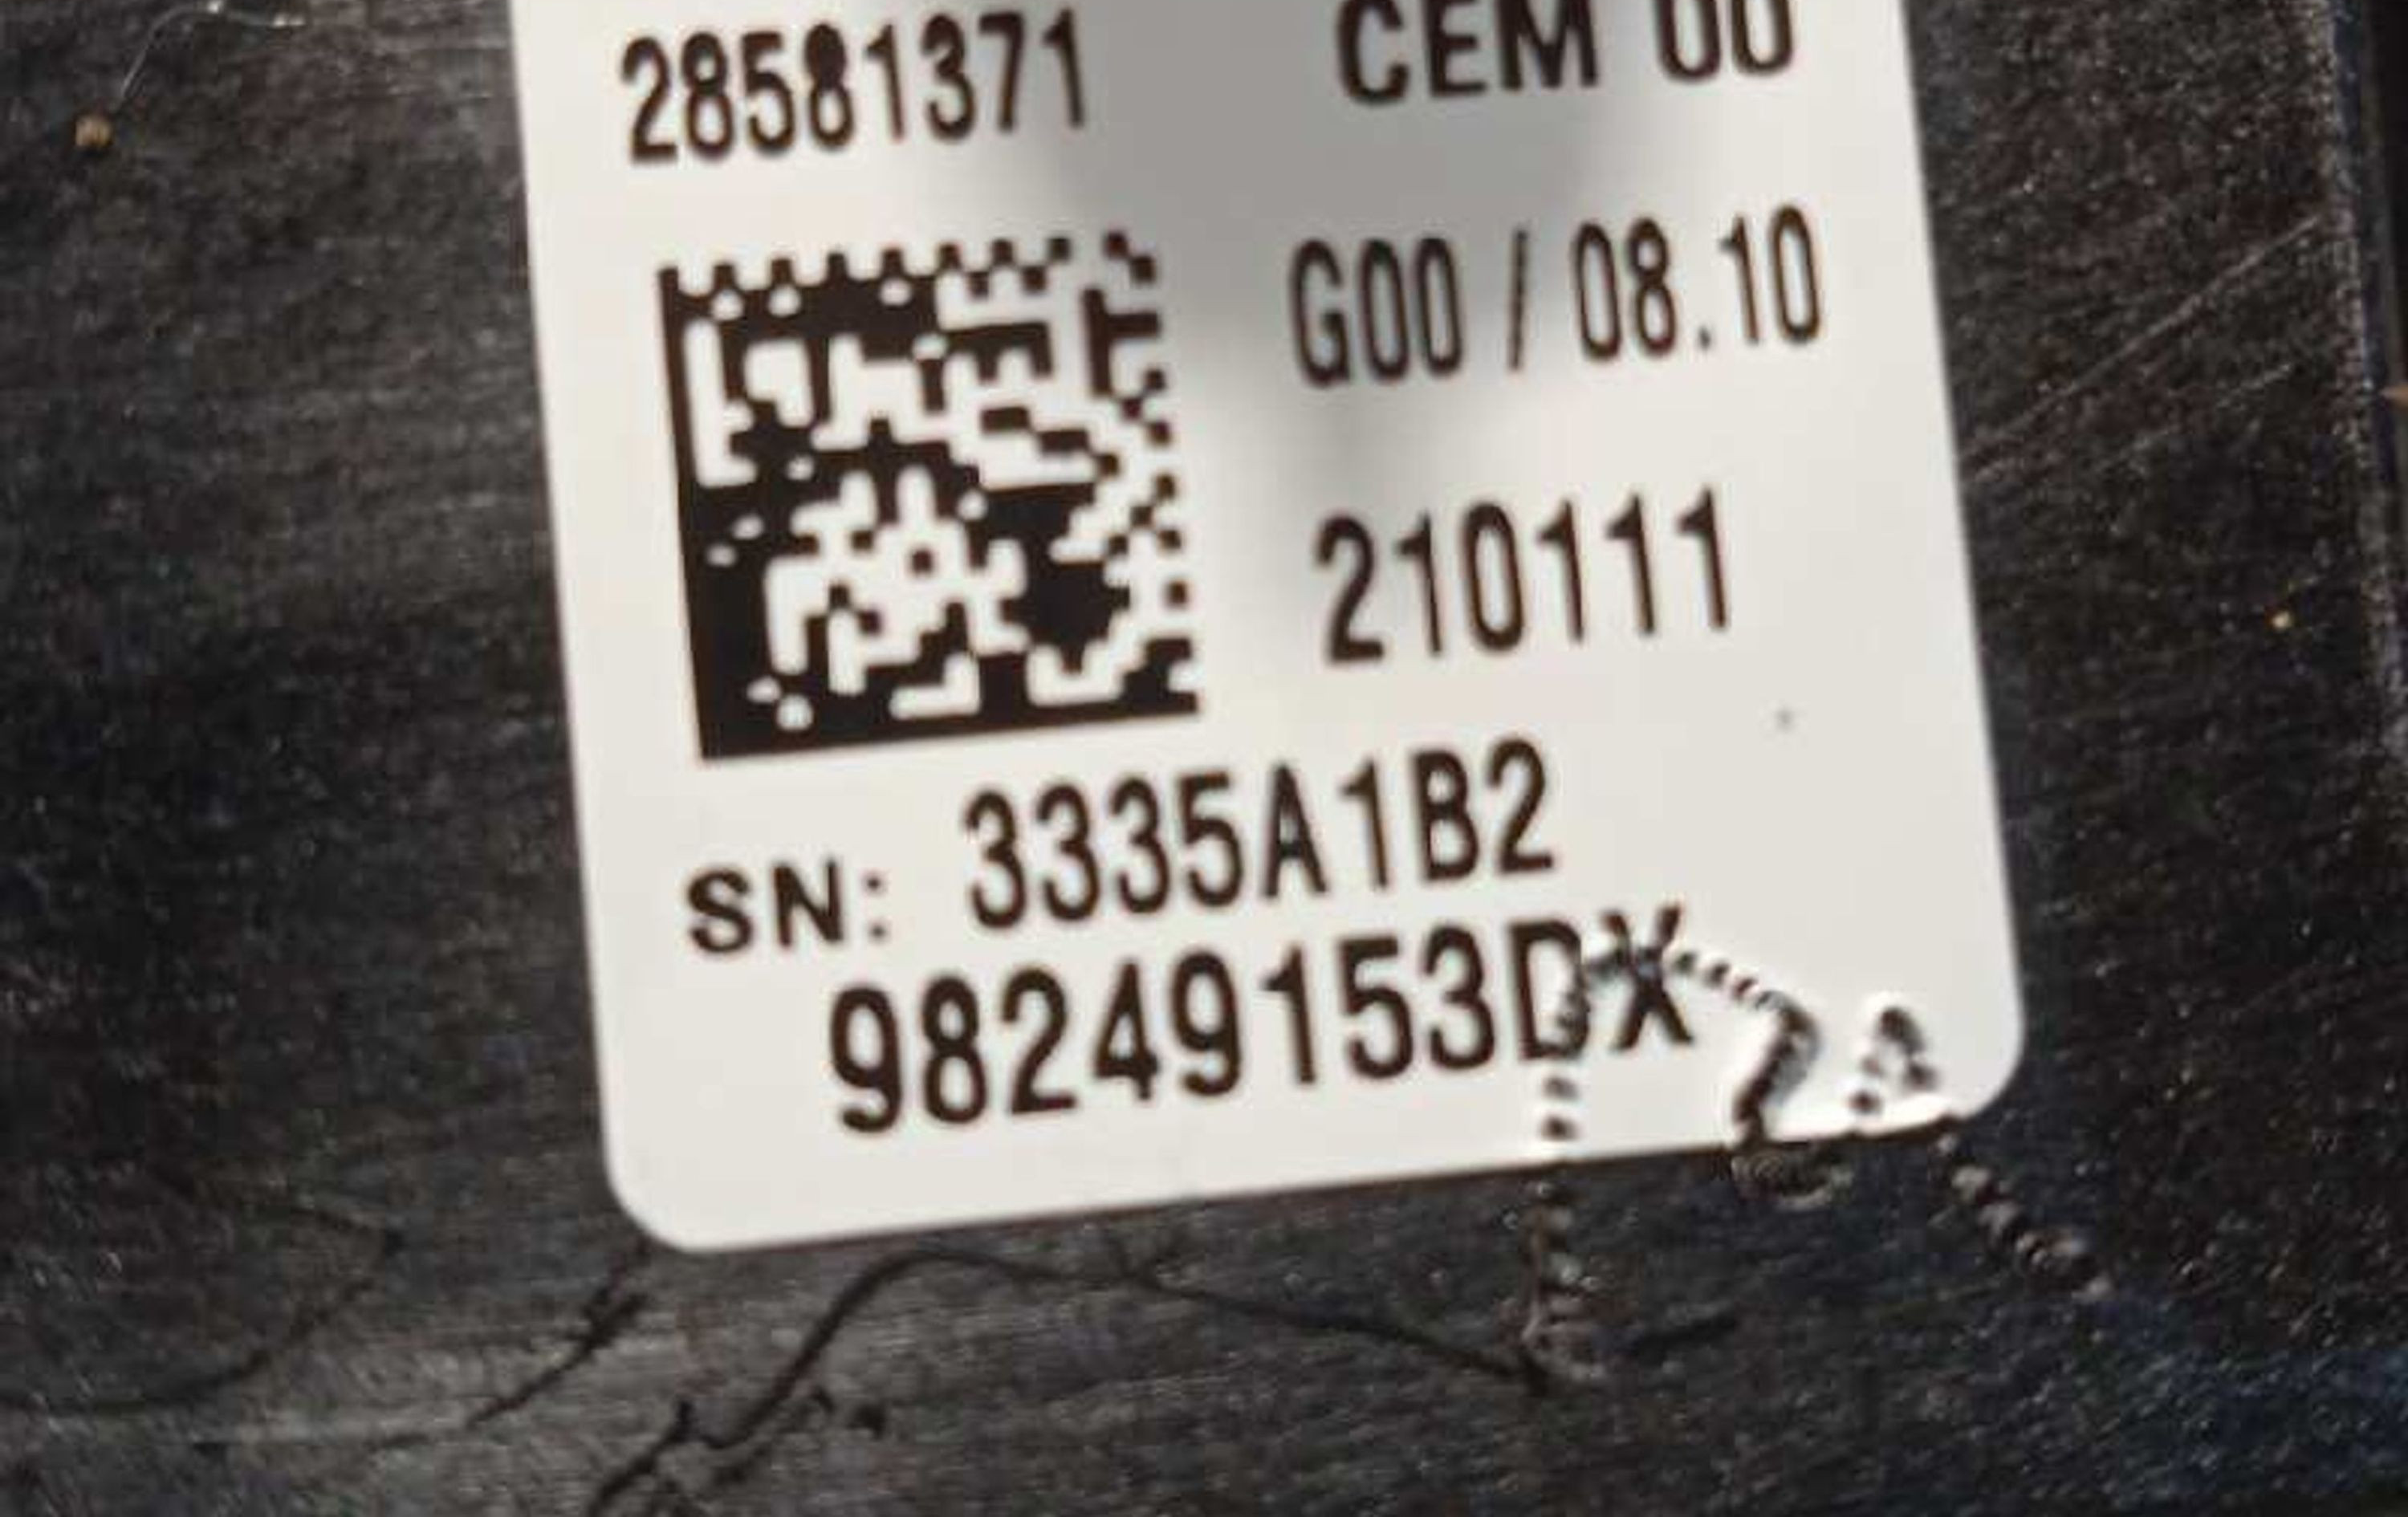 28581371 CEM 00
G00 / 08.10
210111
SN: 3335A1B2
98249153DX